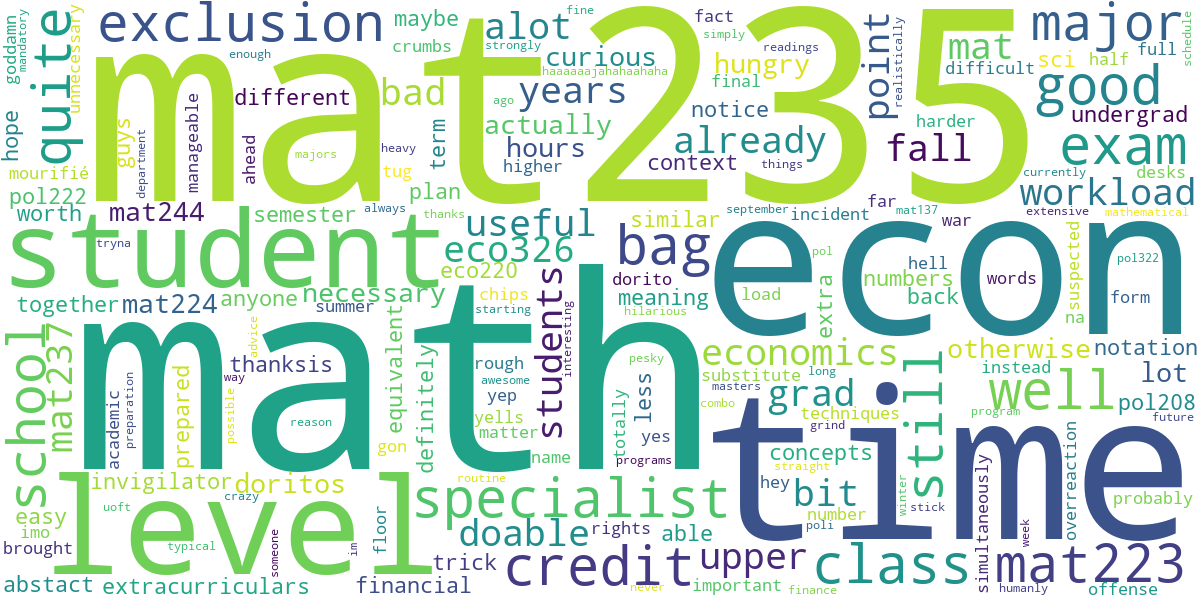 mat235
math
econ
time
student
level
exclusion
quite
alot
maybe
crumbs
strongly
fine
curious
haaaaaajahahaahaha
fact
simply
readings
enough
goddamn
mandatory
unnecessary
hope
guys
manageable
different
ahead
bad
tug
term
years
ago
actually
hours
higher
hungry
final
notice
already
context
point
realistically
mat
sci
half
full
difficult
major
schedule
good
undergrad
harder
exam
fall
desks
currently
workload
mourifié
pol222
worth
department
majors
heavy
plan
mat244
semester
always
thanks
useful
eco326
eco220
similar
bag
september
incident
far
mat137
war
extensive
mathematical
tryna
together
mat224
anyone
necessary
summer
chips
starting
students
interesting
dorito
meaning
hilarious
load
pol
extra
numbers
back
hell
words
form
na
suspected
pol322
school
mat237
advice
thanksis
way
equivalent
definitely
rough
awesome
yep
yells
matter
name
programs
pesky
less
yes
totally
economics
substitute
long
masters
combo
grad
techniques
grind
concepts
straight
still
otherwise
instead
well
program
notation
lot
pol208
future
academic
preparation
prepared
possible
reason
gon
invigilator
doritos
easy
imo
uoft
crazy
routine
brought
typical
someone
im
floor
abstact
extracurriculars
financial
specialist
doable
rights
able
trick
credit
never
upper
important
hey
bit
number
poli
finance
winter
stick
class
simultaneously
week
humanly
overreaction
probably
mat223
offense
things